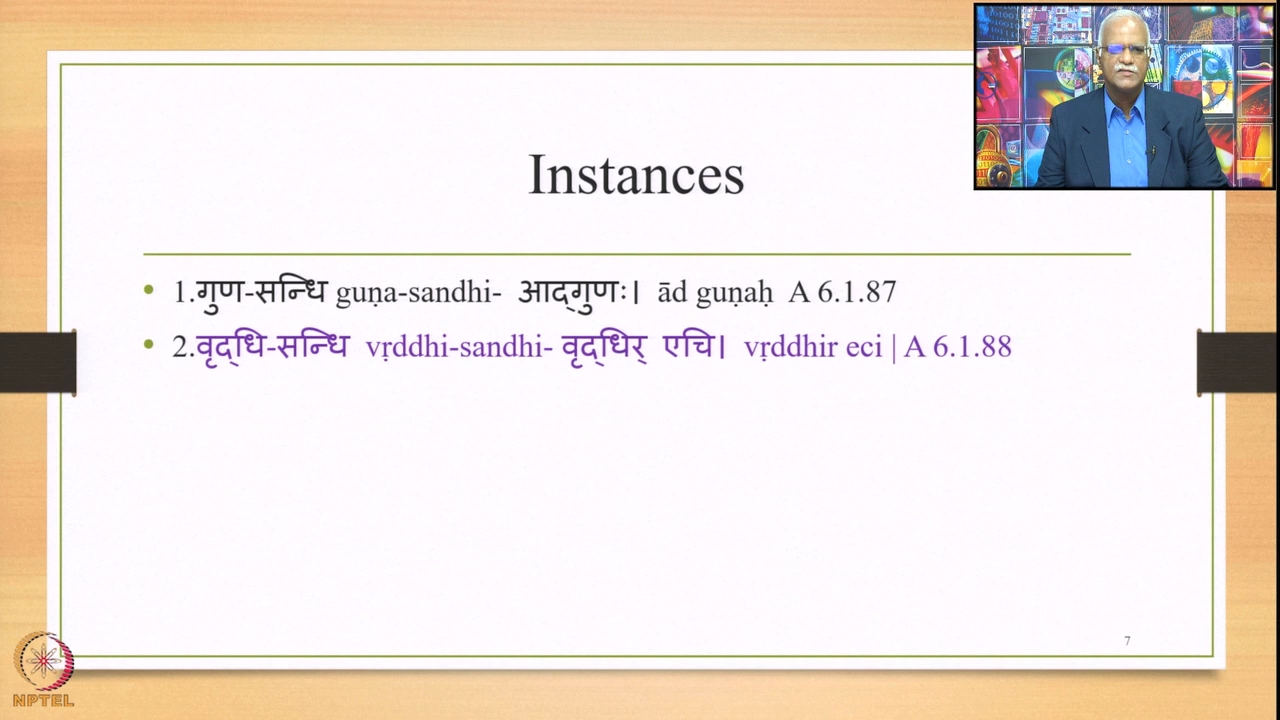 Instances
• 1.गुण-सन्धि guṇa-sandhi- आद्‌गुणः। ād guṇaḥ A 6.1.87
• 2.वृद्‌धि-सन्धि vṛddhi-sandhi- वृद्‌धिर् एचि। vṛddhir eci | A 6.1.88
7
NPTEL